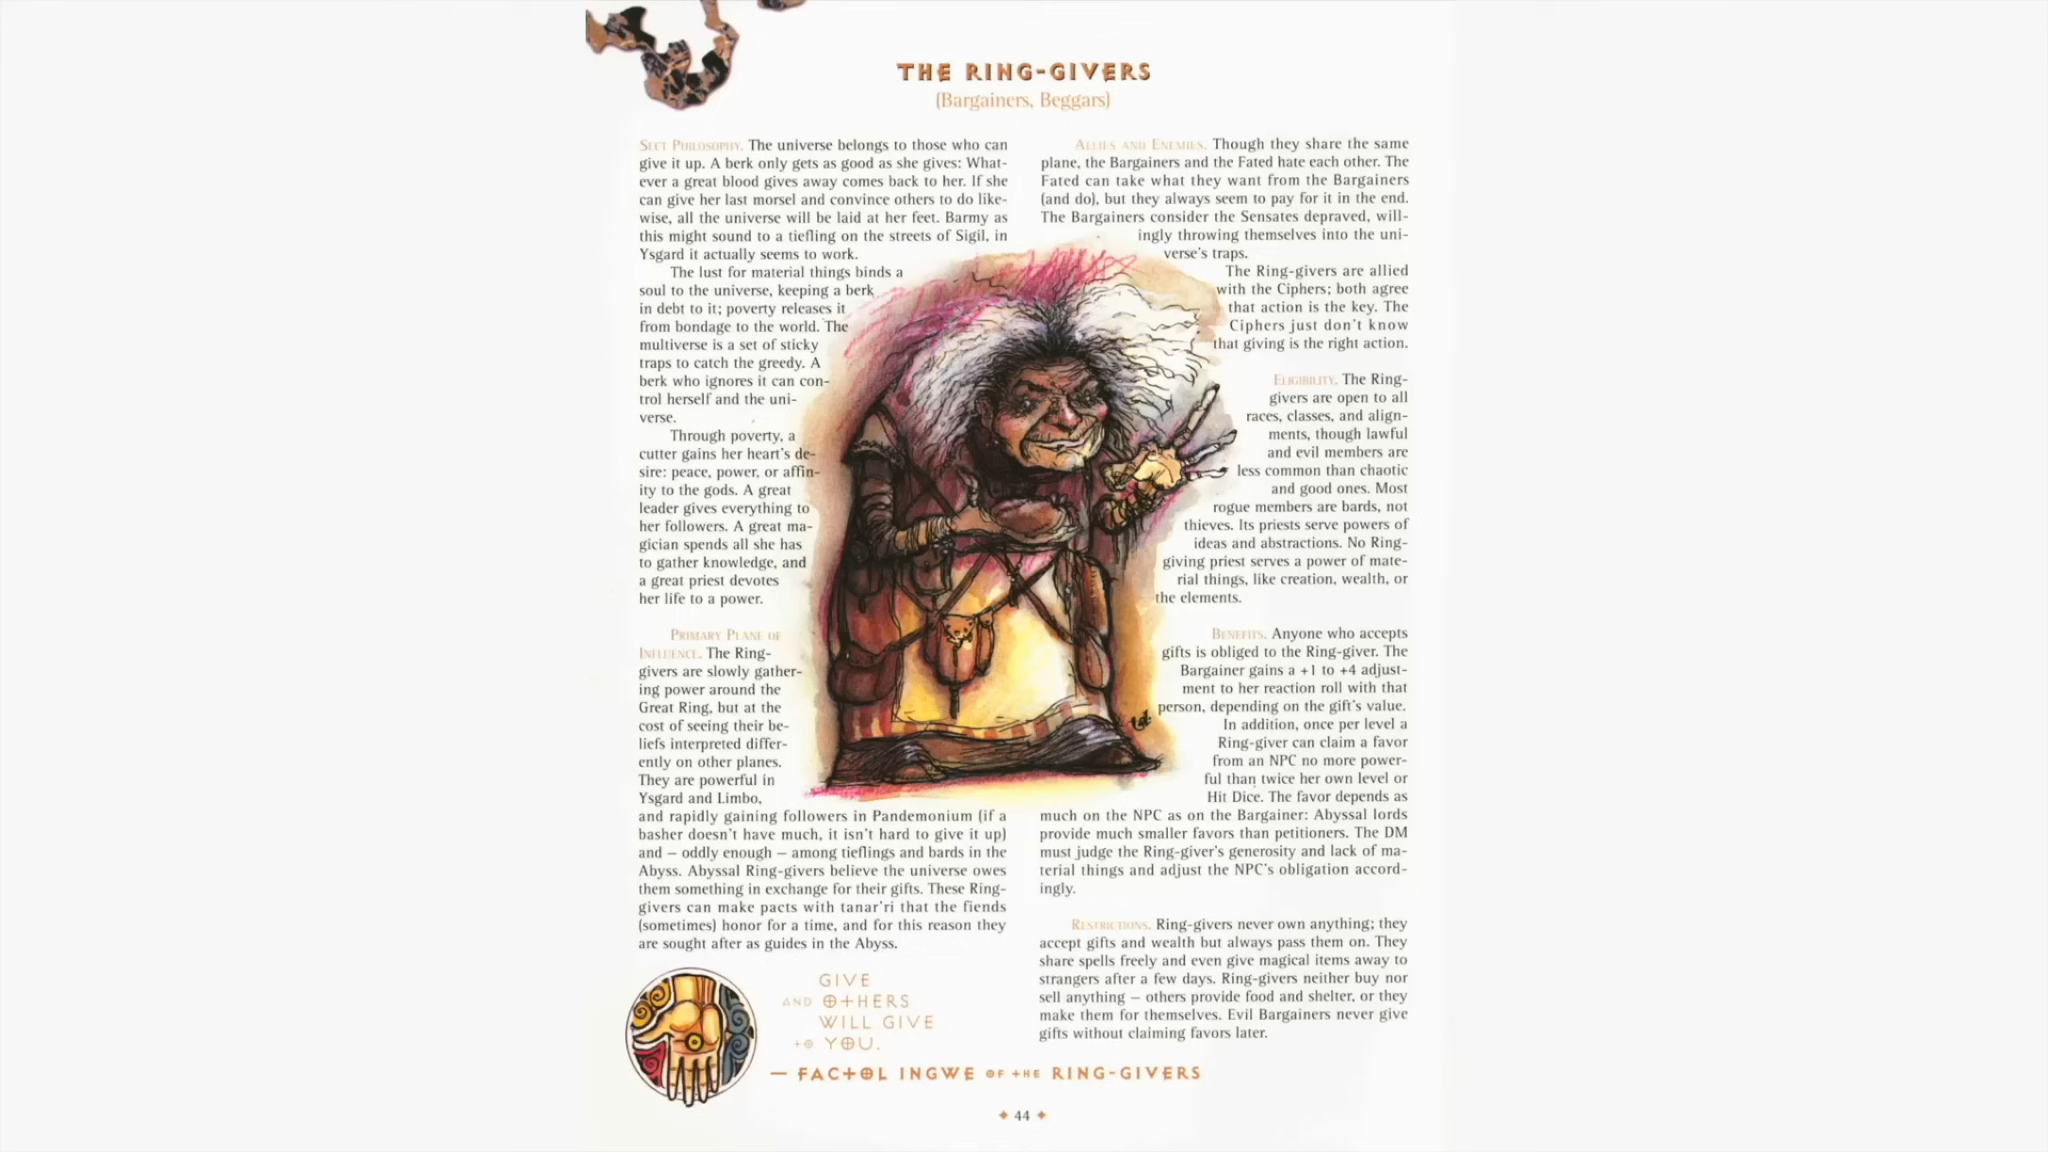 THE RING-GIVERS
(Bargainers, Beggars)
SECT PHILOSOPHY. The universe belongs to those who can
give it up. A berk only gets as good as she gives: What-
ever a great blood gives away comes back to her. If she
can give her last morsel and convince others to do like-
wise, all the universe will be laid at her feet. Barmy as
this might sound to a tiefling on the streets of Sigil, in
Ysgard it actually seems to work.
The lust for material things binds a
soul to the universe, keeping a berk
in debt to it; poverty releases it
from bondage to the world. The
multiverse is a set of sticky
traps to catch the greedy. A
berk who ignores it can con-
trol herself and the uni-
verse.
Through poverty, a
cutter gains her heart's de-
sire: peace, power, or affin-
ity to the gods. A great
leader gives everything to
her followers. A great ma-
gician spends all she has
to gather knowledge, and
a great priest devotes
her life to a power.
PRIMARY PLANE OF
INFLUENCE. The Ring-
givers are slowly gather-
ing power around the
Great Ring, but at the
cost of seeing their be-
liefs interpreted differ-
ently on other planes.
They are powerful in
Ysgard and Limbo,
and rapidly gaining followers in Pandemonium (if a
basher doesn't have much, it isn't hard to give it up)
and – oddly enough – among tieflings and bards in the
Abyss. Abyssal Ring-givers believe the universe owes
them something in exchange for their gifts. These Ring-
givers can make pacts with tanar'ri that the fiends
(sometimes) honor for a time, and for this reason they
are sought after as guides in the Abyss.
ALLIES AND ENEMIES. Though they share the same
plane, the Bargainers and the Fated hate each other. The
Fated can take what they want from the Bargainers
(and do), but they always seem to pay for it in the end.
The Bargainers consider the Sensates depraved, will-
ingly throwing themselves into the uni-
verse's traps.
The Ring-givers are allied
with the Ciphers; both agree
that action is the key. The
Ciphers just don't know
that giving is the right action.
ELIGIBILITY. The Ring-
givers are open to all
races, classes, and align-
ments, though lawful
and evil members are
less common than chaotic
and good ones. Most
rogue members are bards, not
thieves. Its priests serve powers of
ideas and abstractions. No Ring-
giving priest serves a power of mate-
rial things, like creation, wealth, or
the elements.
BENEFITS. Anyone who accepts
gifts is obliged to the Ring-giver. The
Bargainer gains a +1 to +4 adjust-
ment to her reaction roll with that
person, depending on the gift's value.
In addition, once per level a
Ring-giver can claim a favor
from an NPC no more power-
ful than twice her own level or
Hit Dice. The favor depends as
much on the NPC as on the Bargainer: Abyssal lords
provide much smaller favors than petitioners. The DM
must judge the Ring-giver's generosity and lack of ma-
terial things and adjust the NPC's obligation accord-
ingly.
RESTRICTIONS. Ring-givers never own anything; they
accept gifts and wealth but always pass them on. They
share spells freely and even give magical items away to
strangers after a few days. Ring-givers neither buy nor
sell anything – others provide food and shelter, or they
make them for themselves. Evil Bargainers never give
gifts without claiming favors later.
GIVE
AND OTHERS
WILL GIVE
TO YOU.
— FACTOL INGWE OF THE RING-GIVERS
44